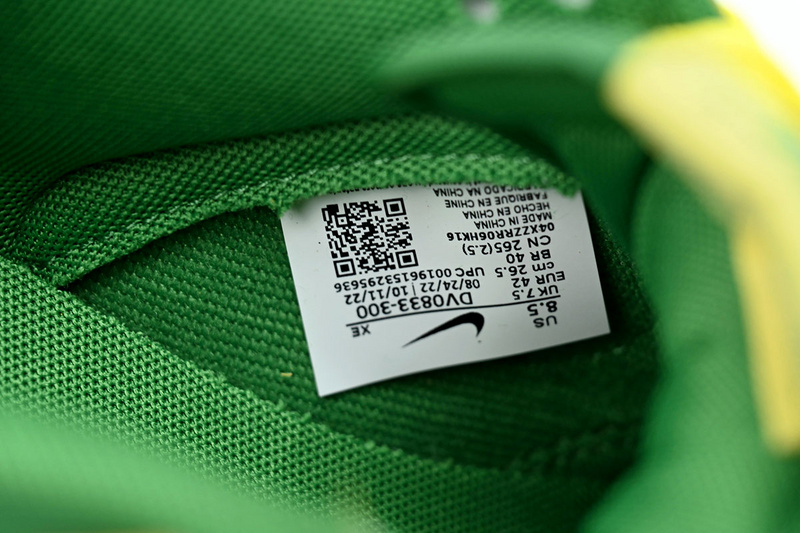 US
8.5
XE
UK 7.5
DV0833-300
EUR 42
08/24/22 | 10/11/22
cm 26.5
UPC 00196153295636
BR 40
CN 265(2.5)
04XZZRR06HK16
MADE IN CHINA
HECHO EN CHINA
FABRIQUE EN CHINE
FABRICADO NA CHINA